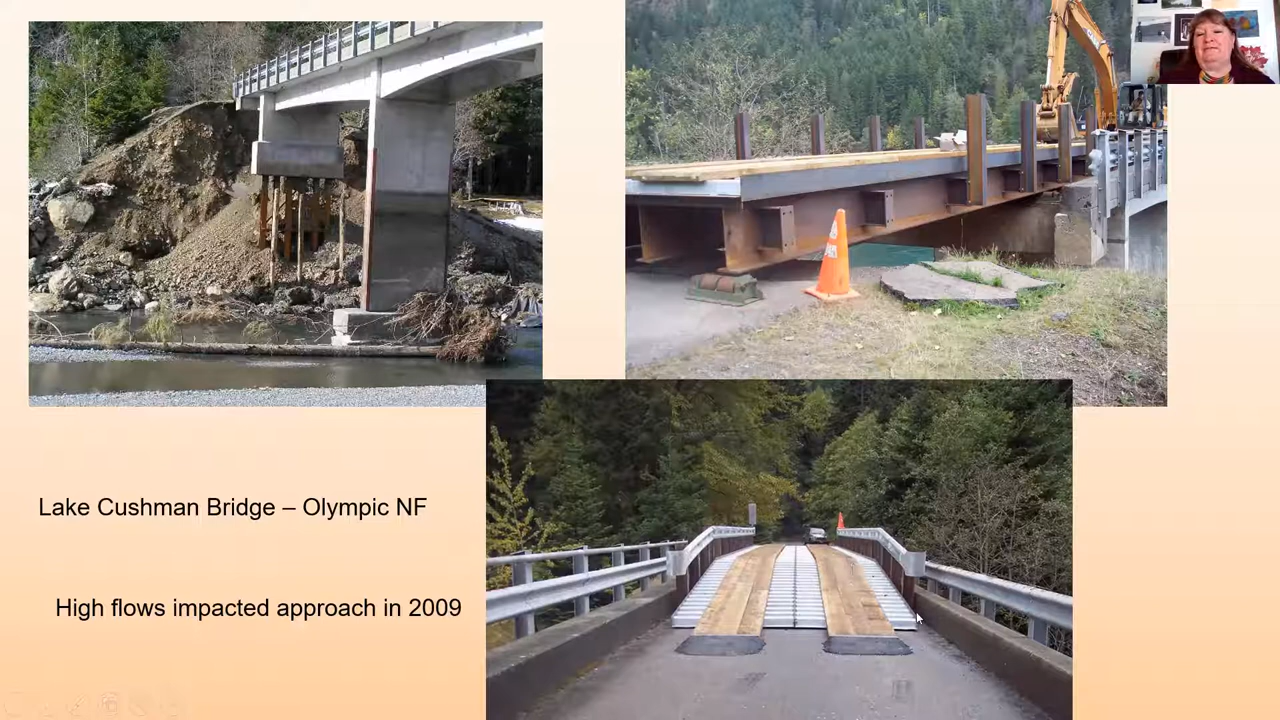 Lake Cushman Bridge – Olympic NF
High flows impacted approach in 2009